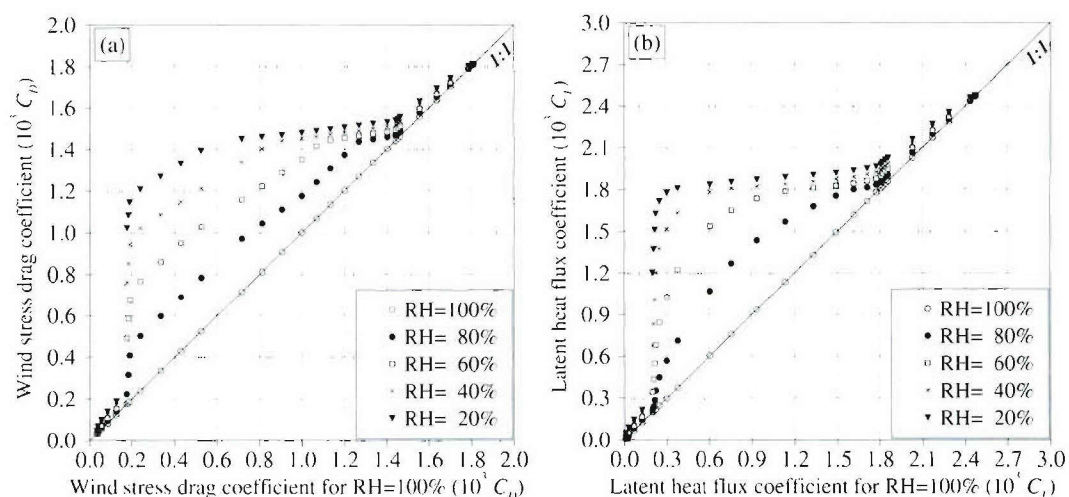 (a)
1:1
2.0
1.8
1.6
1.4
1.2
1.0
0.8
0.6
0.4
0.2
0.0
Wind stress drag coefficient (10³ C_D)
RH=100%
RH= 80%
RH= 60%
RH= 40%
RH= 20%
0.0 0.2 0.4 0.6 0.8 1.0 1.2 1.4 1.6 1.8 2.0
Wind stress drag coefficient for RH=100% (10³ C_D)
(b)
1:1
3.0
2.7
2.4
2.1
1.8
1.5
1.2
0.9
0.6
0.3
0.0
Latent heat flux coefficient (10³ C_L)
RH=100%
RH= 80%
RH= 60%
RH= 40%
RH= 20%
0.0 0.3 0.6 0.9 1.2 1.5 1.8 2.1 2.4 2.7 3.0
Latent heat flux coefficient for RH=100% (10³ C_L)